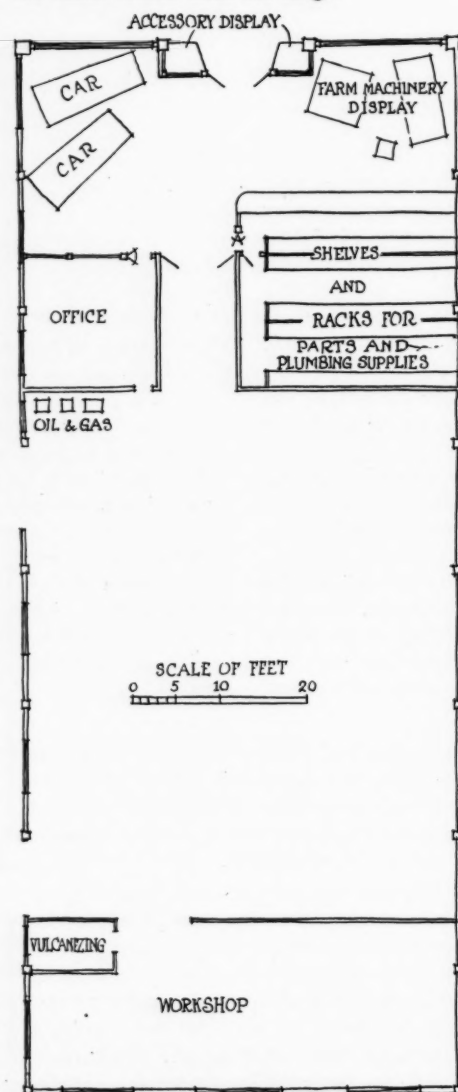 ACCESSORY DISPLAY
CAR
FARM MACHINERY
DISPLAY
CAR
SHELVES
AND
OFFICE
RACKS FOR
PARTS AND
PLUMBING SUPPLIES
OIL & GAS
SCALE OF FEET
0 5 10 20
VULCANIZING
WORKSHOP